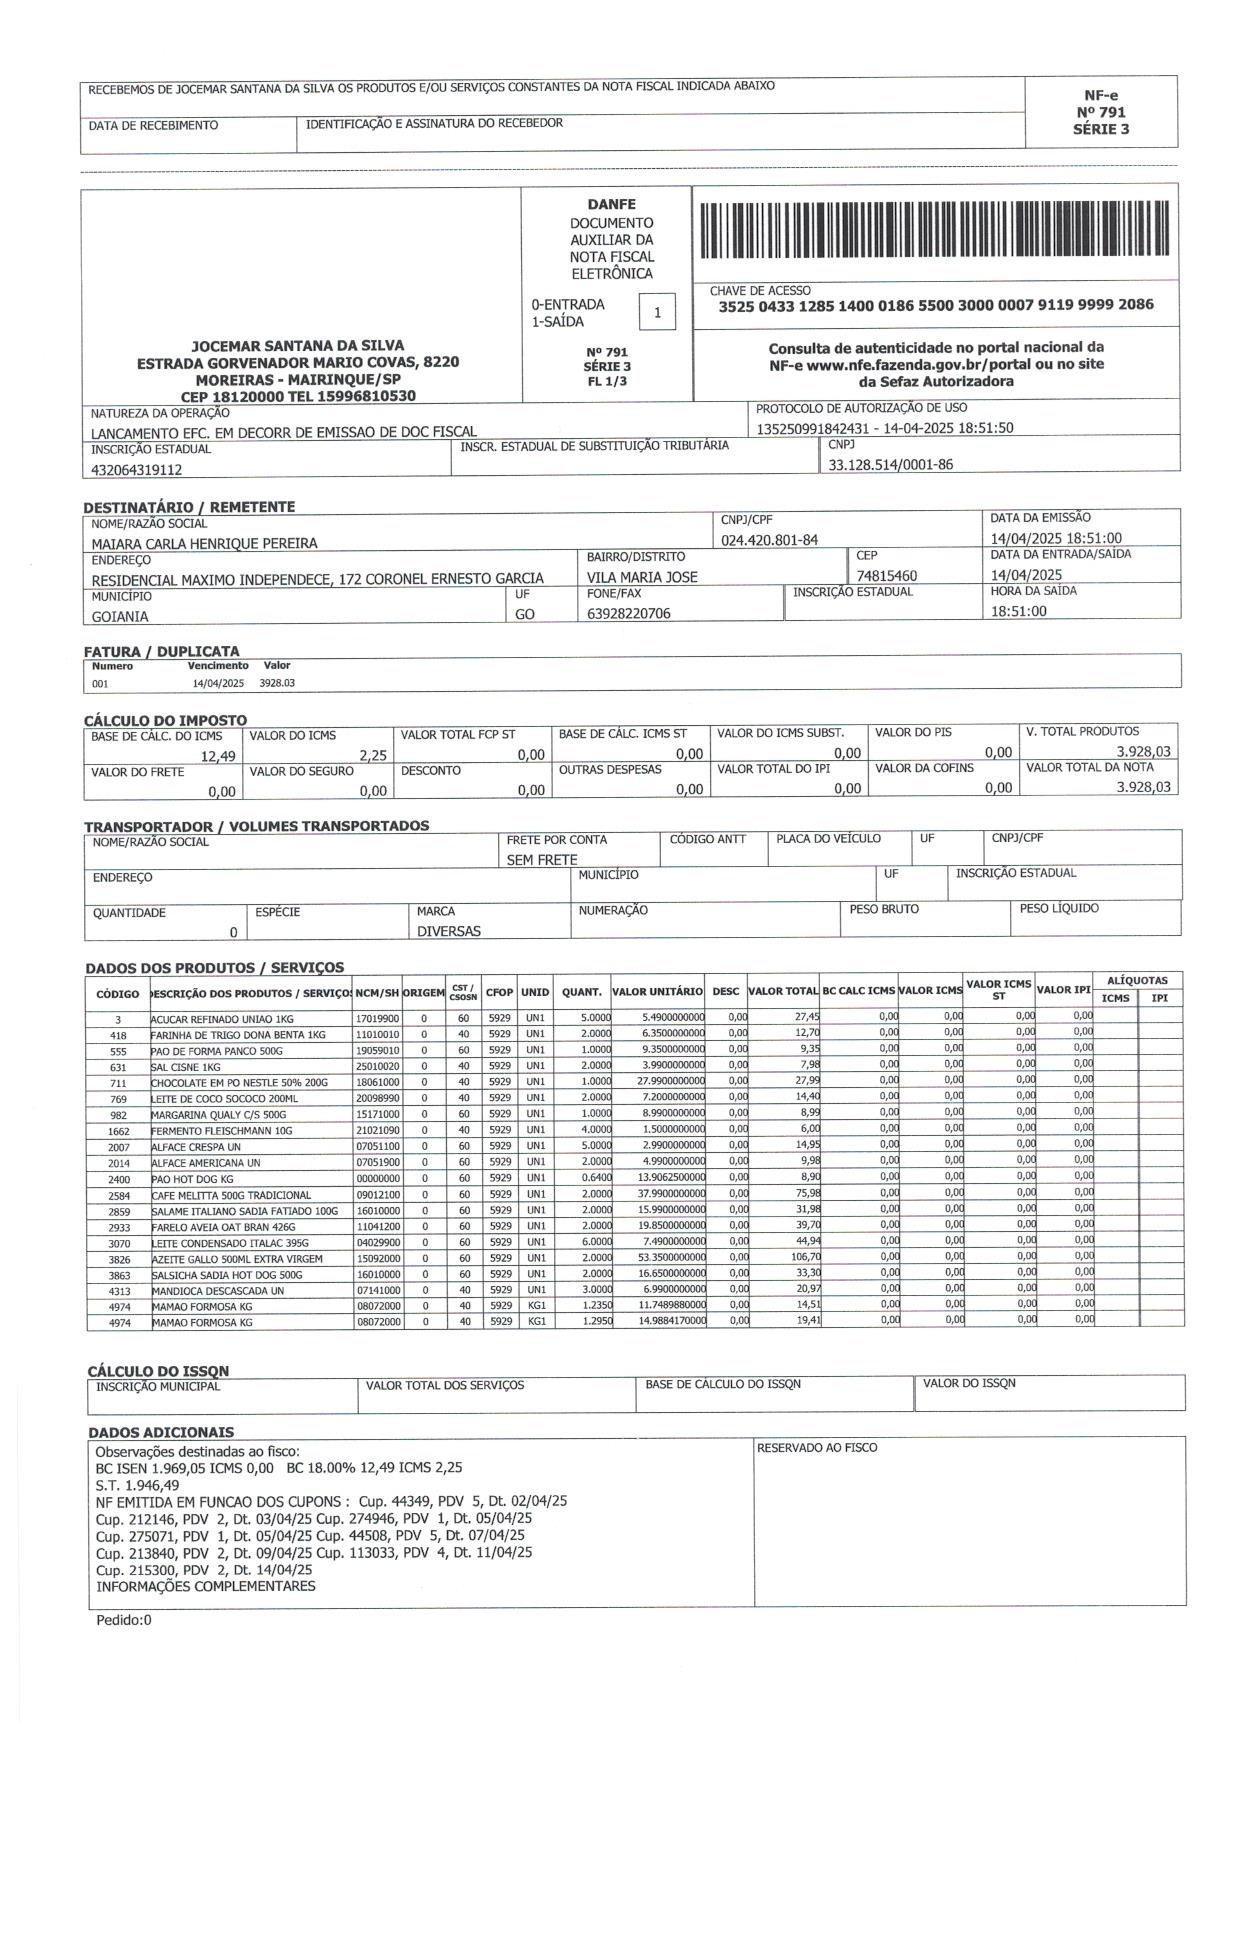 RECEBEMOS DE JOCEMAR SANTANA DA SILVA OS PRODUTOS E/OU SERVIÇOS CONSTANTES DA NOTA FISCAL INDICADA ABAIXO
NF-e
Nº 791
SÉRIE 3
DATA DE RECEBIMENTO IDENTIFICAÇÃO E ASSINATURA DO RECEBEDOR
JOCEMAR SANTANA DA SILVA
ESTRADA GORVENADOR MARIO COVAS, 8220
MOREIRAS - MAIRINQUE/SP
CEP 18120000 TEL 15996810530
DANFE
DOCUMENTO
AUXILIAR DA
NOTA FISCAL
ELETRÔNICA
0-ENTRADA
1-SAÍDA
1
Nº 791
SÉRIE 3
FL 1/3
CHAVE DE ACESSO
3525 0433 1285 1400 0186 5500 3000 0007 9119 9999 2086
Consulta de autenticidade no portal nacional da
NF-e www.nfe.fazenda.gov.br/portal ou no site
da Sefaz Autorizadora
NATUREZA DA OPERAÇÃO PROTOCOLO DE AUTORIZAÇÃO DE USO
LANCAMENTO EFC. EM DECORR DE EMISSAO DE DOC FISCAL 135250991842431 - 14-04-2025 18:51:50
INSCRIÇÃO ESTADUAL INSCR. ESTADUAL DE SUBSTITUIÇÃO TRIBUTÁRIA CNPJ
432064319112 33.128.514/0001-86
DESTINATÁRIO / REMETENTE
NOME/RAZÃO SOCIAL CNPJ/CPF DATA DA EMISSÃO
MAIARA CARLA HENRIQUE PEREIRA 024.420.801-84 14/04/2025 18:51:00
ENDEREÇO BAIRRO/DISTRITO CEP DATA DA ENTRADA/SAÍDA
RESIDENCIAL MAXIMO INDEPENDECE, 172 CORONEL ERNESTO GARCIA VILA MARIA JOSE 74815460 14/04/2025
MUNICÍPIO UF FONE/FAX INSCRIÇÃO ESTADUAL HORA DA SAÍDA
GOIANIA GO 63928220706 18:51:00
FATURA / DUPLICATA
Numero Vencimento Valor
001 14/04/2025 3928.03
CÁLCULO DO IMPOSTO
BASE DE CÁLC. DO ICMS VALOR DO ICMS VALOR TOTAL FCP ST BASE DE CÁLC. ICMS ST VALOR DO ICMS SUBST. VALOR DO PIS V. TOTAL PRODUTOS
12,49 2,25 0,00 0,00 0,00 0,00 3.928,03
VALOR DO FRETE VALOR DO SEGURO DESCONTO OUTRAS DESPESAS VALOR TOTAL DO IPI VALOR DA COFINS VALOR TOTAL DA NOTA
0,00 0,00 0,00 0,00 0,00 0,00 3.928,03
TRANSPORTADOR / VOLUMES TRANSPORTADOS
NOME/RAZÃO SOCIAL FRETE POR CONTA CÓDIGO ANTT PLACA DO VEÍCULO UF CNPJ/CPF
SEM FRETE
ENDEREÇO MUNICÍPIO UF INSCRIÇÃO ESTADUAL
QUANTIDADE ESPÉCIE MARCA NUMERAÇÃO PESO BRUTO PESO LÍQUIDO
0 DIVERSAS
DADOS DOS PRODUTOS / SERVIÇOS
CÓDIGO DESCRIÇÃO DOS PRODUTOS / SERVIÇOS NCM/SH ORIGEM CST / CSOSN CFOP UNID QUANT. VALOR UNITÁRIO DESC VALOR TOTAL BC CALC ICMS VALOR ICMS VALOR ICMS ST VALOR IPI ALÍQUOTAS ICMS IPI
3 ACUCAR REFINADO UNIAO 1KG 17019900 0 60 5929 UN1 5.0000 5.4900000000 0,00 27,45 0,00 0,00 0,00 0,00
418 FARINHA DE TRIGO DONA BENTA 1KG 11010010 0 40 5929 UN1 2.0000 6.3500000000 0,00 12,70 0,00 0,00 0,00 0,00
555 PAO DE FORMA PANCO 500G 19059010 0 60 5929 UN1 1.0000 9.3500000000 0,00 9,35 0,00 0,00 0,00 0,00
631 SAL CISNE 1KG 25010020 0 40 5929 UN1 2.0000 3.9900000000 0,00 7,98 0,00 0,00 0,00 0,00
711 CHOCOLATE EM PO NESTLE 50% 200G 18061000 0 40 5929 UN1 1.0000 27.9900000000 0,00 27,99 0,00 0,00 0,00 0,00
769 LEITE DE COCO SOCOCO 200ML 20098990 0 40 5929 UN1 2.0000 7.2000000000 0,00 14,40 0,00 0,00 0,00 0,00
982 MARGARINA QUALY C/S 500G 15171000 0 60 5929 UN1 1.0000 8.9900000000 0,00 8,99 0,00 0,00 0,00 0,00
1662 FERMENTO FLEISCHMANN 10G 21021090 0 40 5929 UN1 4.0000 1.5000000000 0,00 6,00 0,00 0,00 0,00 0,00
2007 ALFACE CRESPA UN 07051100 0 60 5929 UN1 5.0000 2.9900000000 0,00 14,95 0,00 0,00 0,00 0,00
2014 ALFACE AMERICANA UN 07051900 0 60 5929 UN1 2.0000 4.9900000000 0,00 9,98 0,00 0,00 0,00 0,00
2400 PAO HOT DOG KG 00000000 0 60 5929 UN1 0.6400 13.9062500000 0,00 8,90 0,00 0,00 0,00 0,00
2584 CAFE MELITTA 500G TRADICIONAL 09012100 0 60 5929 UN1 2.0000 37.9900000000 0,00 75,98 0,00 0,00 0,00 0,00
2859 SALAME ITALIANO SADIA FATIADO 100G 16010000 0 60 5929 UN1 2.0000 15.9900000000 0,00 31,98 0,00 0,00 0,00 0,00
2933 FARELO AVEIA OAT BRAN 426G 11041200 0 60 5929 UN1 2.0000 19.8500000000 0,00 39,70 0,00 0,00 0,00 0,00
3070 LEITE CONDENSADO ITALAC 395G 04029900 0 60 5929 UN1 6.0000 7.4900000000 0,00 44,94 0,00 0,00 0,00 0,00
3826 AZEITE GALLO 500ML EXTRA VIRGEM 15092000 0 60 5929 UN1 2.0000 53.3500000000 0,00 106,70 0,00 0,00 0,00 0,00
3863 SALSICHA SADIA HOT DOG 500G 16010000 0 60 5929 UN1 2.0000 16.6500000000 0,00 33,30 0,00 0,00 0,00 0,00
4313 MANDIOCA DESCASCADA UN 07141000 0 40 5929 UN1 3.0000 6.9900000000 0,00 20,97 0,00 0,00 0,00 0,00
4974 MAMAO FORMOSA KG 08072000 0 40 5929 KG1 1.2350 11.7489880000 0,00 14,51 0,00 0,00 0,00 0,00
4974 MAMAO FORMOSA KG 08072000 0 40 5929 KG1 1.2950 14.9884170000 0,00 19,41 0,00 0,00 0,00 0,00
CÁLCULO DO ISSQN
INSCRIÇÃO MUNICIPAL VALOR TOTAL DOS SERVIÇOS BASE DE CÁLCULO DO ISSQN VALOR DO ISSQN
DADOS ADICIONAIS
Observações destinadas ao fisco:
BC ISEN 1.969,05 ICMS 0,00 BC 18.00% 12,49 ICMS 2,25
S.T. 1.946,49
NF EMITIDA EM FUNCAO DOS CUPONS : Cup. 44349, PDV 5, Dt. 02/04/25
Cup. 212146, PDV 2, Dt. 03/04/25 Cup. 274946, PDV 1, Dt. 05/04/25
Cup. 275071, PDV 1, Dt. 05/04/25 Cup. 44508, PDV 5, Dt. 07/04/25
Cup. 213840, PDV 2, Dt. 09/04/25 Cup. 113033, PDV 4, Dt. 11/04/25
Cup. 215300, PDV 2, Dt. 14/04/25
INFORMAÇÕES COMPLEMENTARES
RESERVADO AO FISCO
Pedido:0